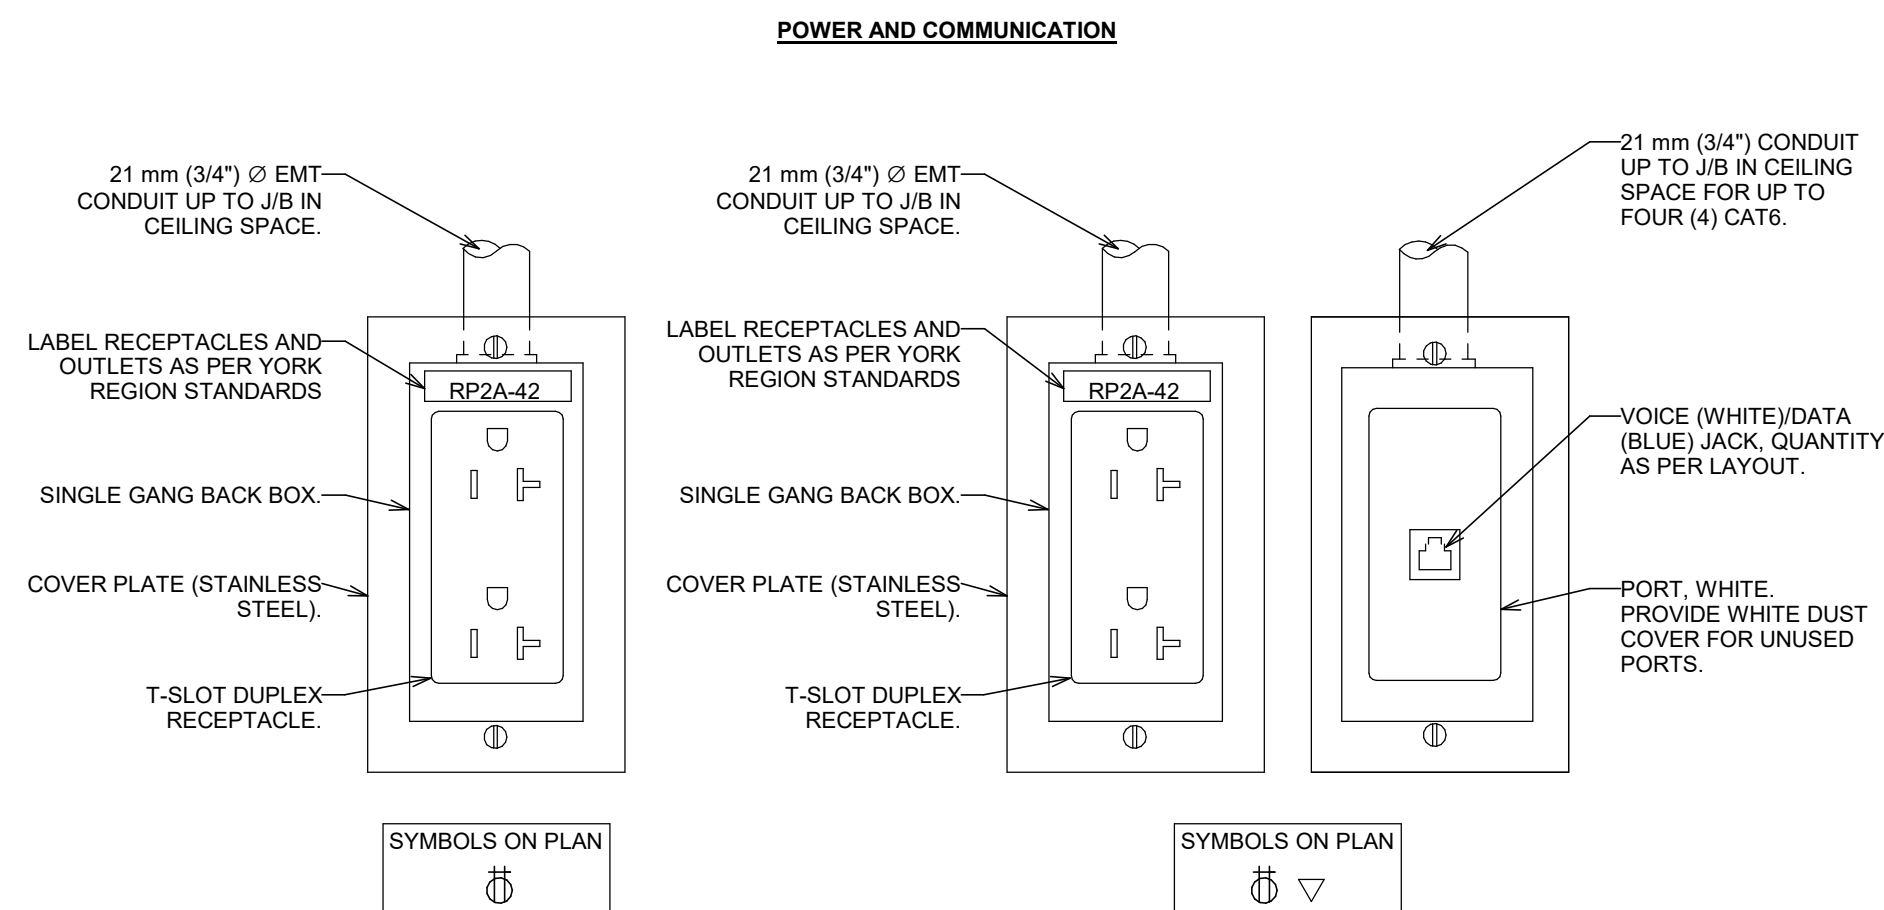 POWER AND COMMUNICATION
21 mm (3/4") Ø EMT
CONDUIT UP TO J/B IN
CEILING SPACE.
LABEL RECEPTACLES AND
OUTLETS AS PER YORK
REGION STANDARDS
RP2A-42
SINGLE GANG BACK BOX.
COVER PLATE (STAINLESS
STEEL).
T-SLOT DUPLEX
RECEPTACLE.
SYMBOLS ON PLAN
21 mm (3/4") Ø EMT
CONDUIT UP TO J/B IN
CEILING SPACE.
LABEL RECEPTACLES AND
OUTLETS AS PER YORK
REGION STANDARDS
RP2A-42
SINGLE GANG BACK BOX.
COVER PLATE (STAINLESS
STEEL).
T-SLOT DUPLEX
RECEPTACLE.
21 mm (3/4") CONDUIT
UP TO J/B IN CEILING
SPACE FOR UP TO
FOUR (4) CAT6.
VOICE (WHITE)/DATA
(BLUE) JACK, QUANTITY
AS PER LAYOUT.
PORT, WHITE.
PROVIDE WHITE DUST
COVER FOR UNUSED
PORTS.
SYMBOLS ON PLAN